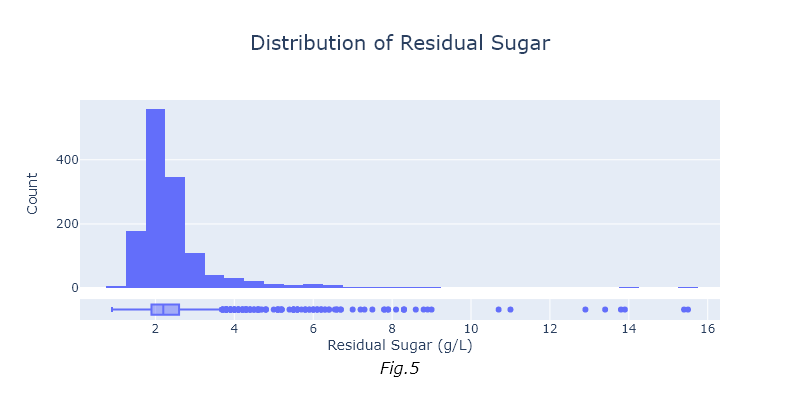 Distribution of Residual Sugar
Count
400
200
0
2 4 6 8 10 12 14 16
Residual Sugar (g/L)
Fig.5